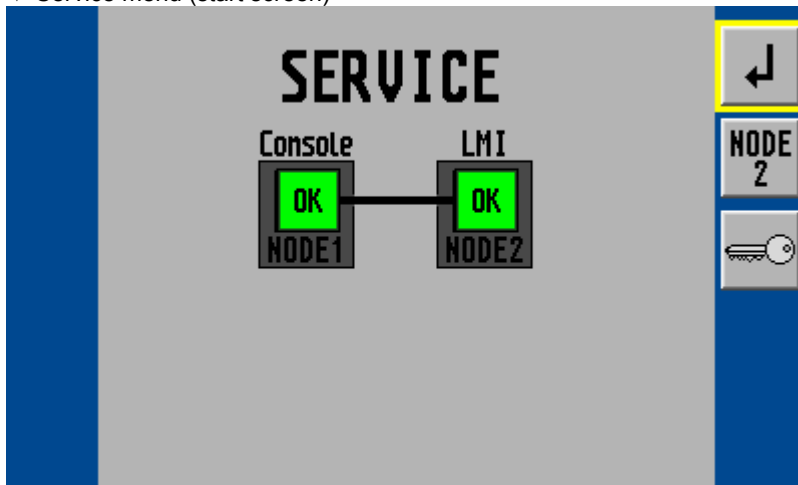 Service menu (start screen)
SERVICE
Console LMI
OK OK
NODE1 NODE2
NODE
2